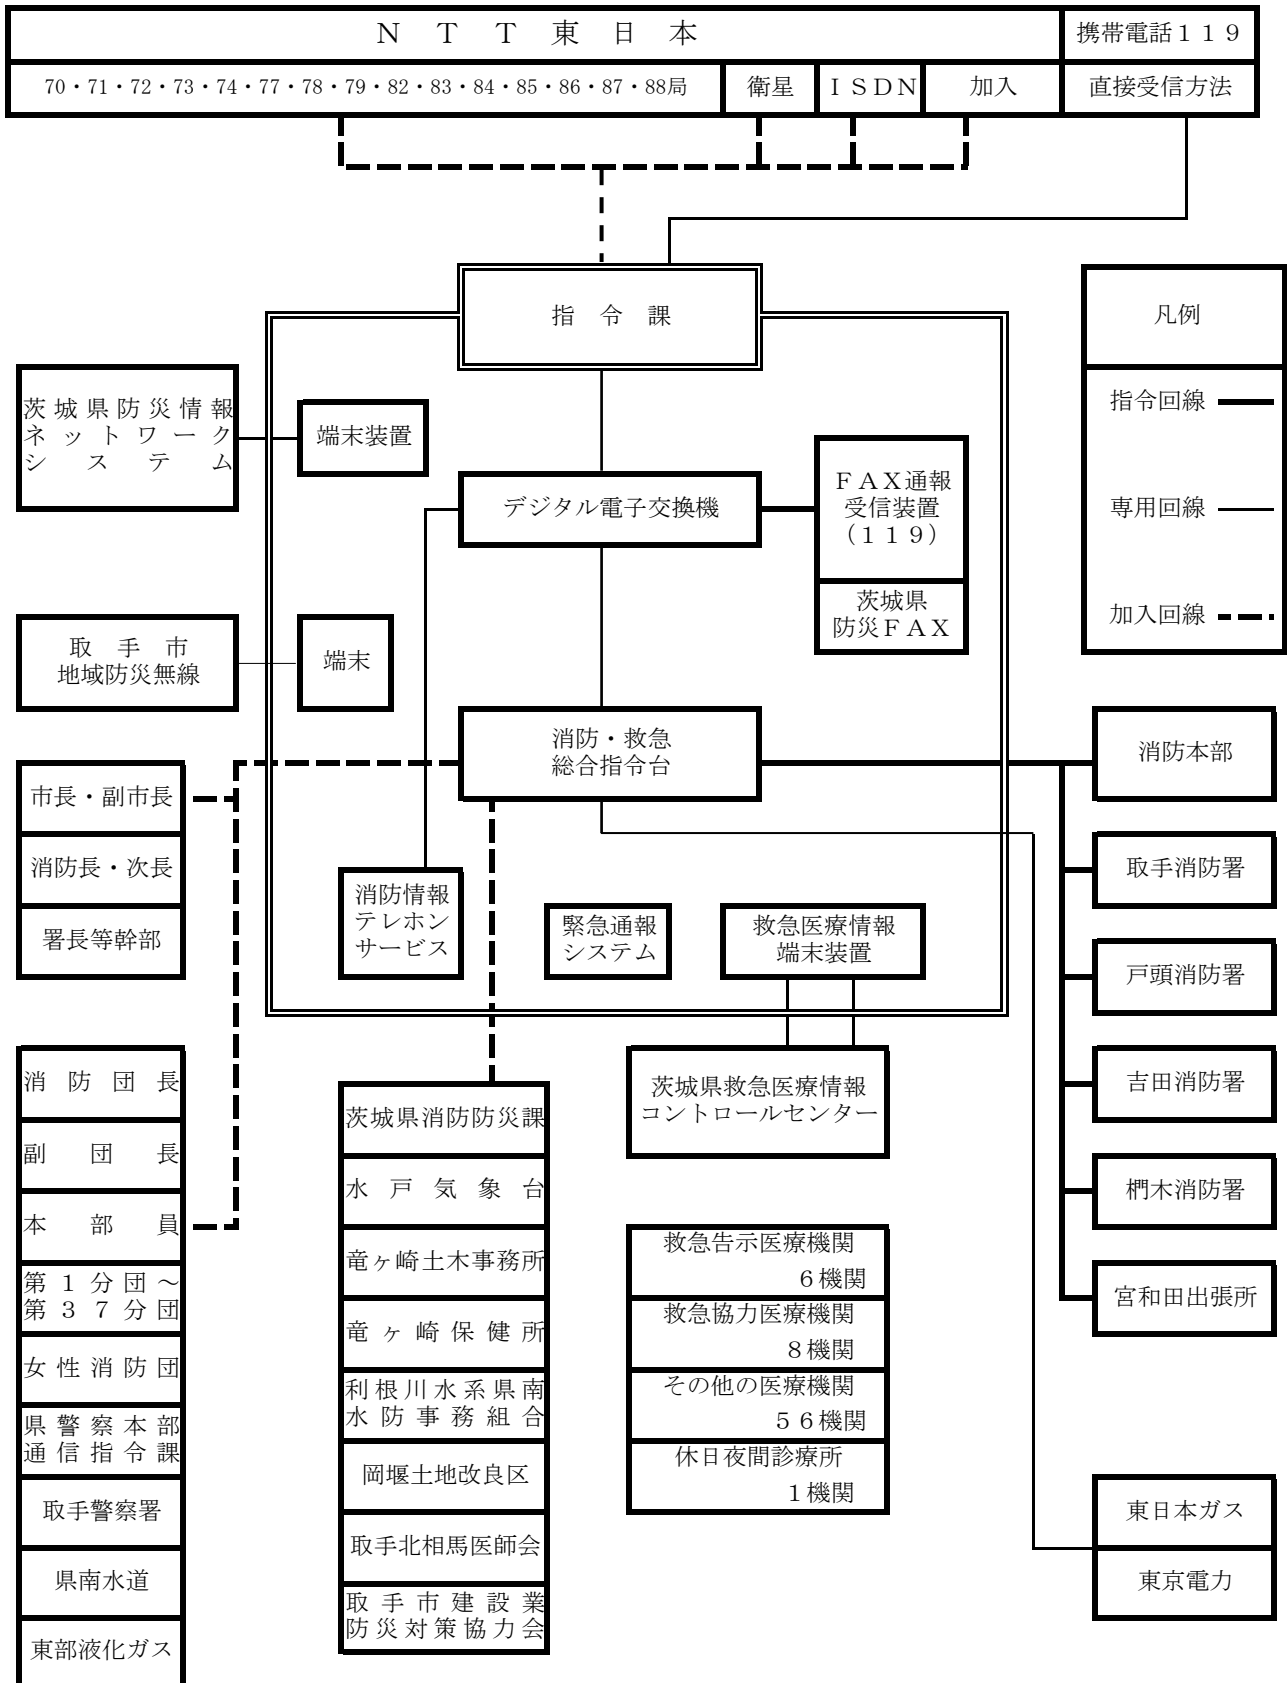 ＮＴＴ東日本
携帯電話１１９
70・71・72・73・74・77・78・79・82・83・84・85・86・87・88局
衛星
ＩＳＤＮ
加入
直接受信方法
指令課
凡例
指令回線
専用回線
加入回線
茨城県防災情報
ネットワーク
システム
端末装置
デジタル電子交換機
ＦＡＸ通報
受信装置
（１１９）
茨城県
防災ＦＡＸ
取手市
地域防災無線
端末
消防・救急
総合指令台
消防本部
取手消防署
戸頭消防署
吉田消防署
椚木消防署
宮和田出張所
市長・副市長
消防長・次長
署長等幹部
消防情報
テレホン
サービス
緊急通報
システム
救急医療情報
端末装置
消防団長
副団長
本部員
第１分団～
第３７分団
女性消防団
県警察本部
通信指令課
取手警察署
県南水道
東部液化ガス
茨城県消防防災課
水戸気象台
竜ヶ崎土木事務所
竜ヶ崎保健所
利根川水系県南
水防事務組合
岡堰土地改良区
取手北相馬医師会
取手市建設業
防災対策協力会
茨城県救急医療情報
コントロールセンター
救急告示医療機関
６機関
救急協力医療機関
８機関
その他の医療機関
５６機関
休日夜間診療所
１機関
東日本ガス
東京電力